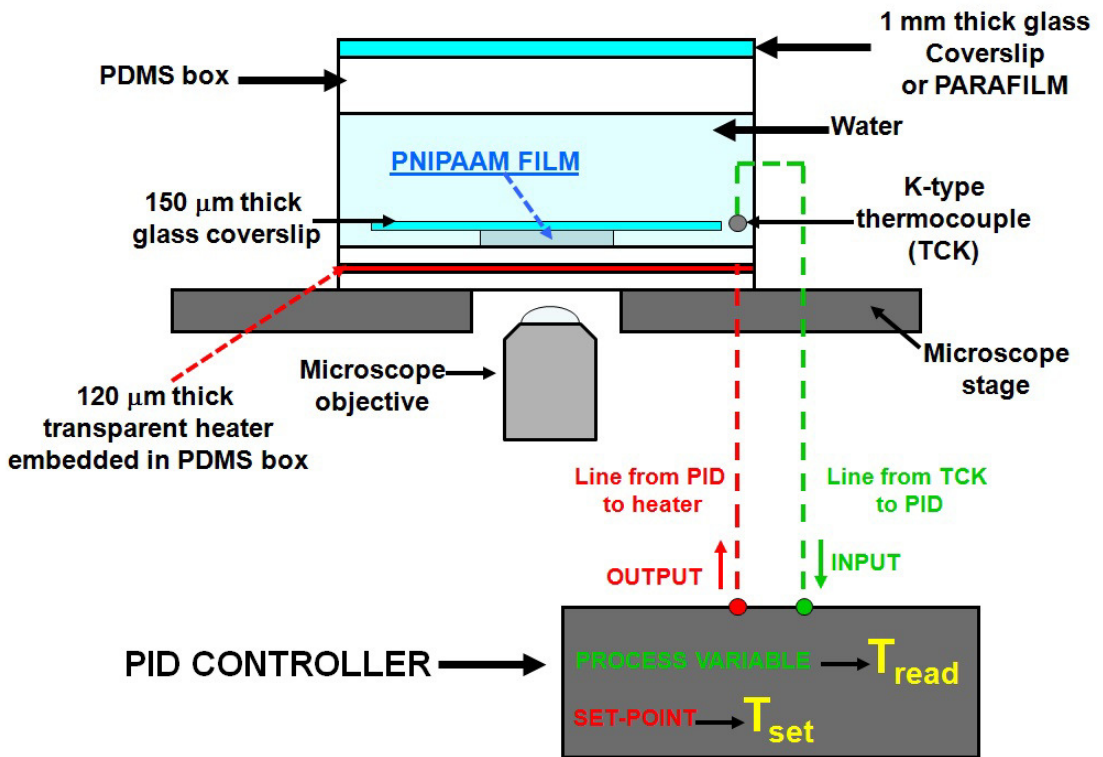 1 mm thick glass
Coverslip
or PARAFILM
PDMS box
Water
PNIPAAM FILM
150 μm thick
glass coverslip
K-type
thermocouple
(TCK)
Microscope
objective
Microscope
stage
120 μm thick
transparent heater
embedded in PDMS box
Line from PID
to heater
Line from TCK
to PID
OUTPUT
INPUT
PID CONTROLLER
PROCESS VARIABLE
Tread
SET-POINT
Tset